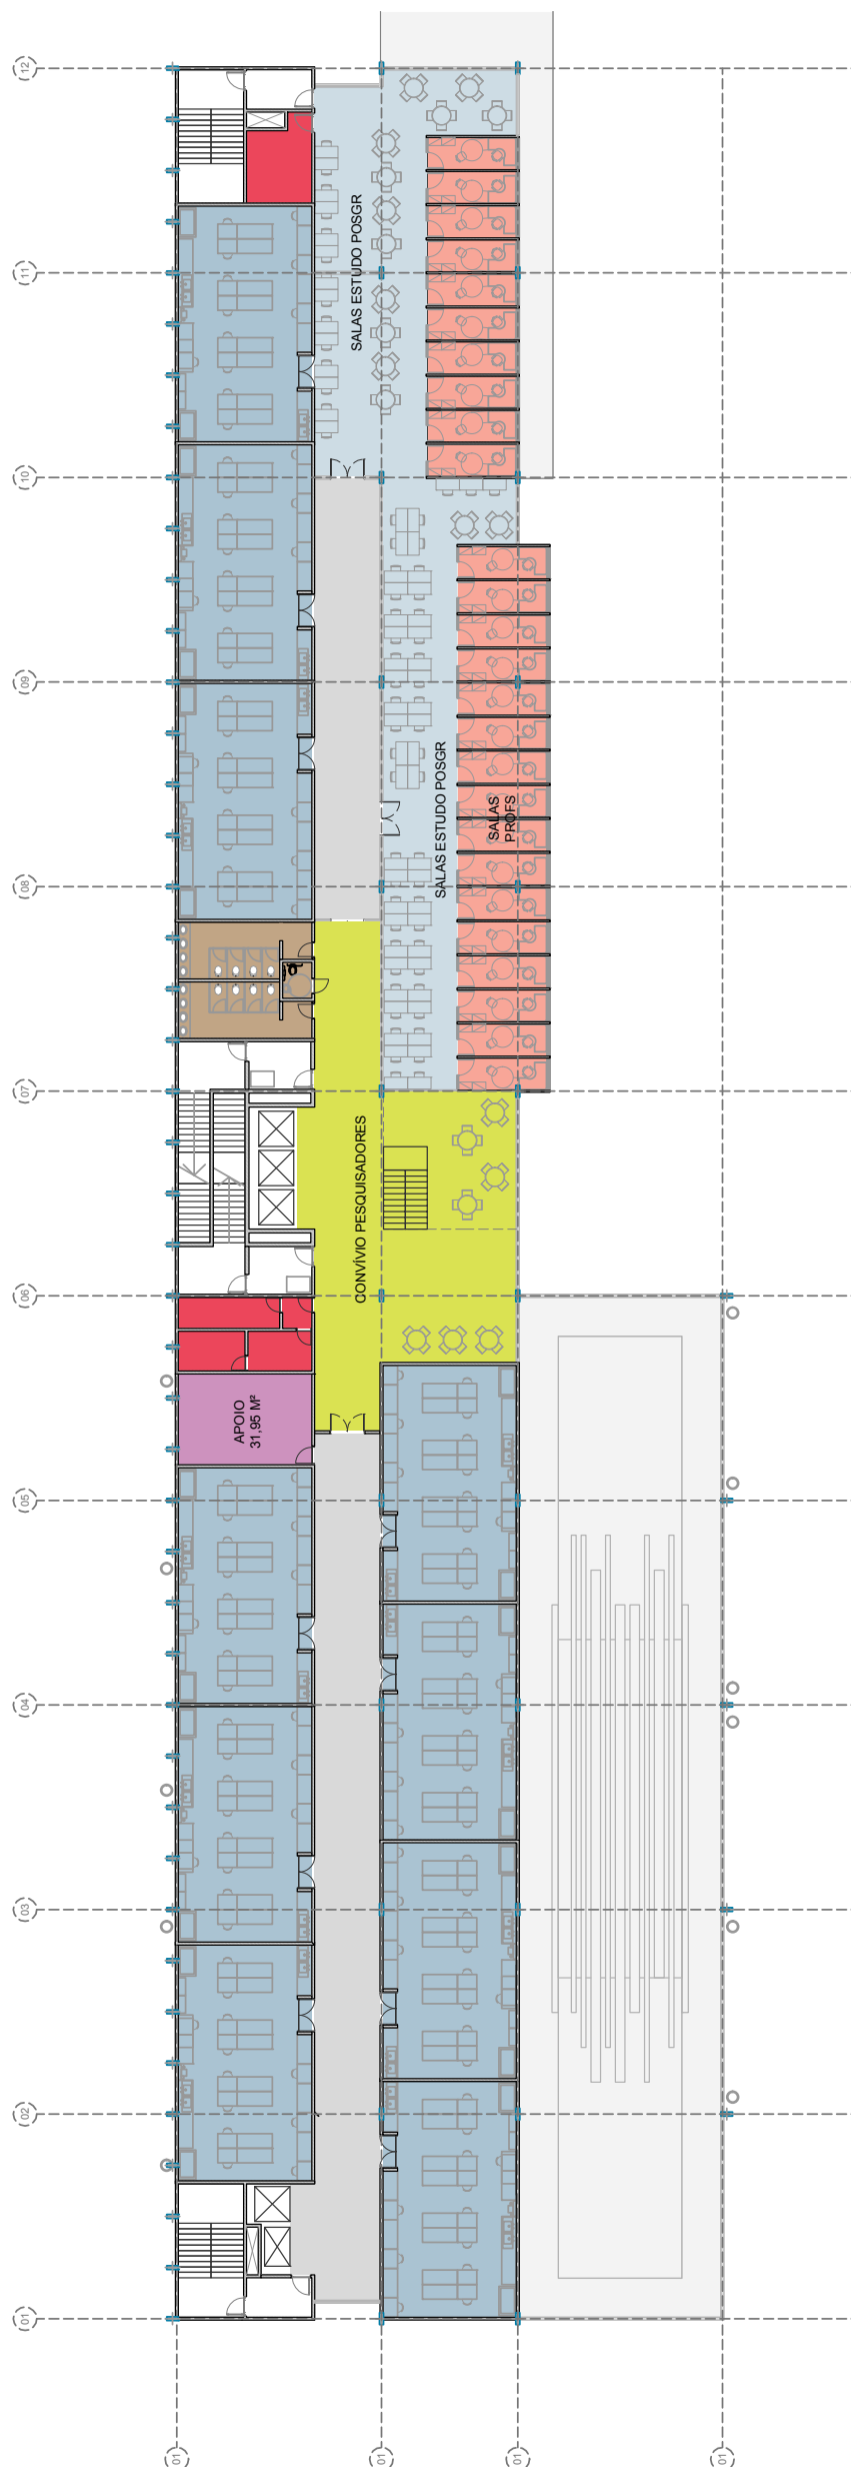 12
11
10
09
08
07
06
05
04
03
02
01
SALAS ESTUDO POSGR
SALAS ESTUDO POSGR
SALAS
PROFS
CONVÍVIO PESQUISADORES
APOIO
31,95 M²
01
01
01
01